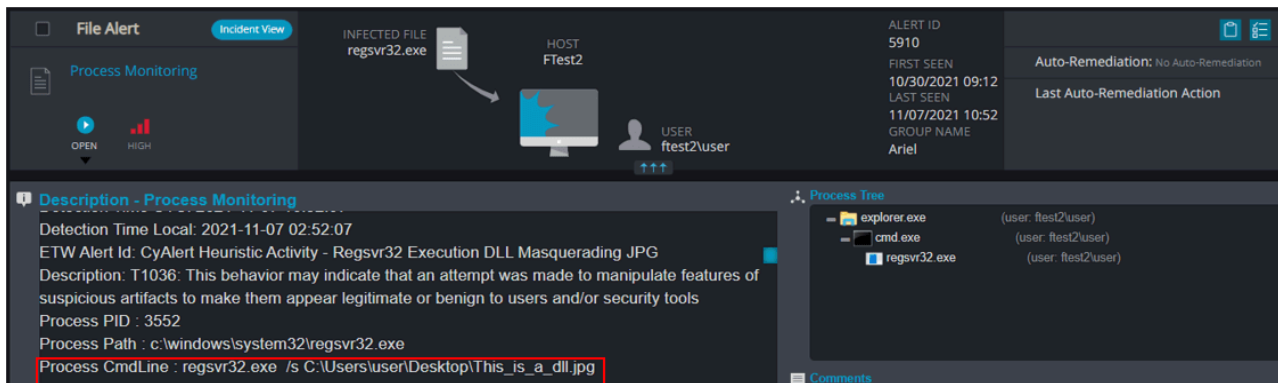 File Alert
Incident View
Process Monitoring
OPEN
HIGH
INFECTED FILE
regsvr32.exe
HOST
FTest2
USER
ftest2\user
↑↑↑
ALERT ID
5910
FIRST SEEN
10/30/2021 09:12
LAST SEEN
11/07/2021 10:52
GROUP NAME
Ariel
Auto-Remediation: No Auto-Remediation
Last Auto-Remediation Action
Description - Process Monitoring
Detection Time Local: 2021-11-07 02:52:07
ETW Alert Id: CyAlert Heuristic Activity - Regsvr32 Execution DLL Masquerading JPG
Description: T1036: This behavior may indicate that an attempt was made to manipulate features of
suspicious artifacts to make them appear legitimate or benign to users and/or security tools
Process PID : 3552
Process Path : c:\windows\system32\regsvr32.exe
Process CmdLine : regsvr32.exe /s C:\Users\user\Desktop\This_is_a_dll.jpg
Process Tree
explorer.exe (user: ftest2\user)
cmd.exe (user: ftest2\user)
regsvr32.exe (user: ftest2\user)
Comments